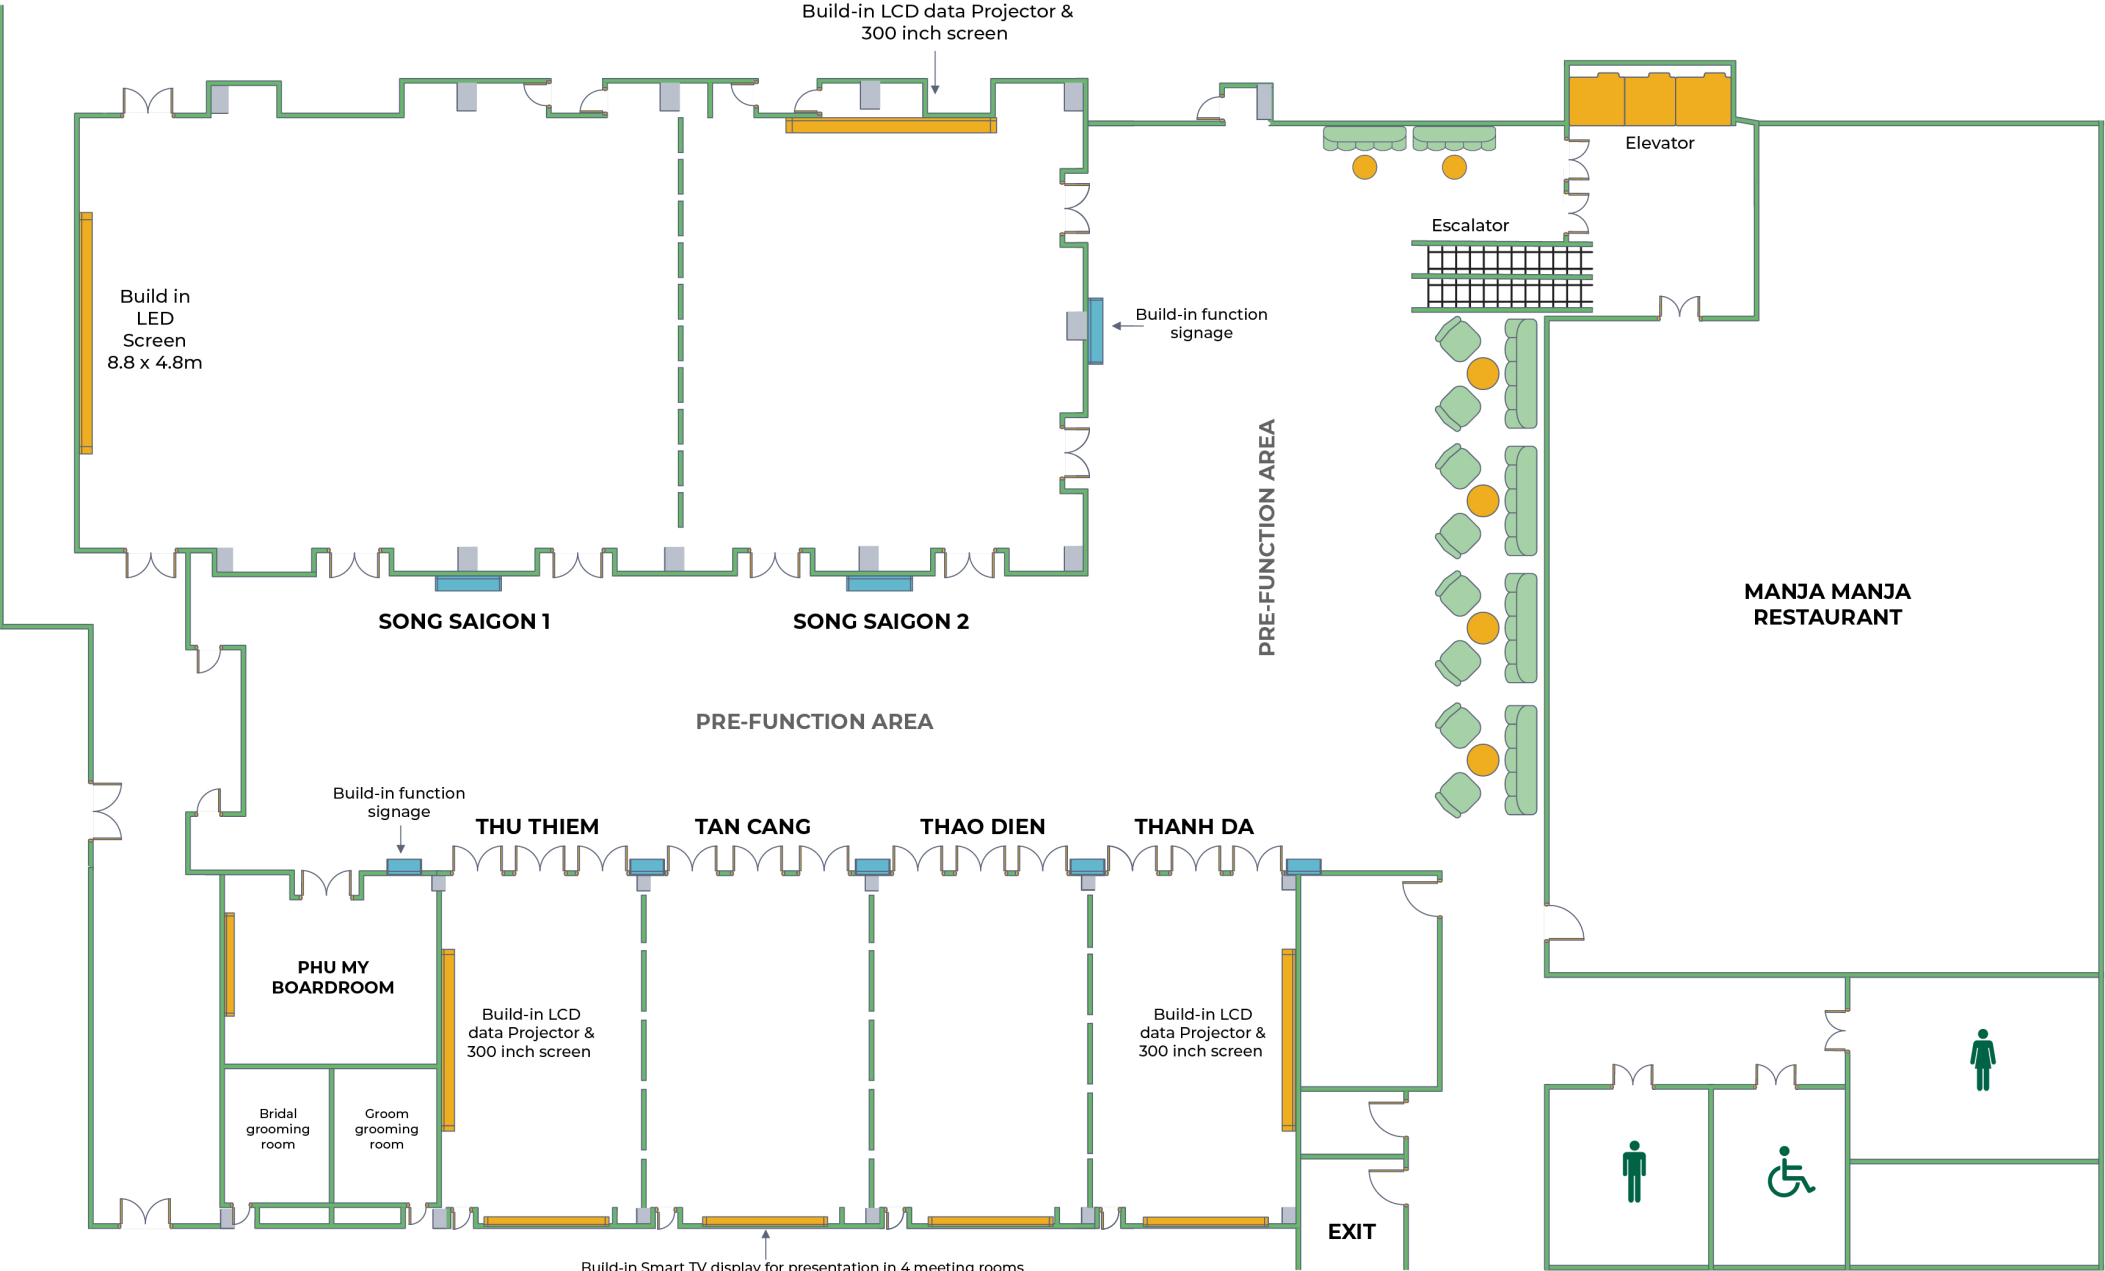 Build-in LCD data Projector &
300 inch screen
Elevator
Escalator
Build in
LED
Screen
8.8 x 4.8m
Build-in function
signage
PRE-FUNCTION AREA
MANJA MANJA
RESTAURANT
SONG SAIGON 1
SONG SAIGON 2
PRE-FUNCTION AREA
Build-in function
signage
THU THIEM
TAN CANG
THAO DIEN
THANH DA
PHU MY
BOARDROOM
Build-in LCD
data Projector &
300 inch screen
Build-in LCD
data Projector &
300 inch screen
Bridal
grooming
room
Groom
grooming
room
EXIT
Build-in Smart TV display for presentation in 4 meeting rooms